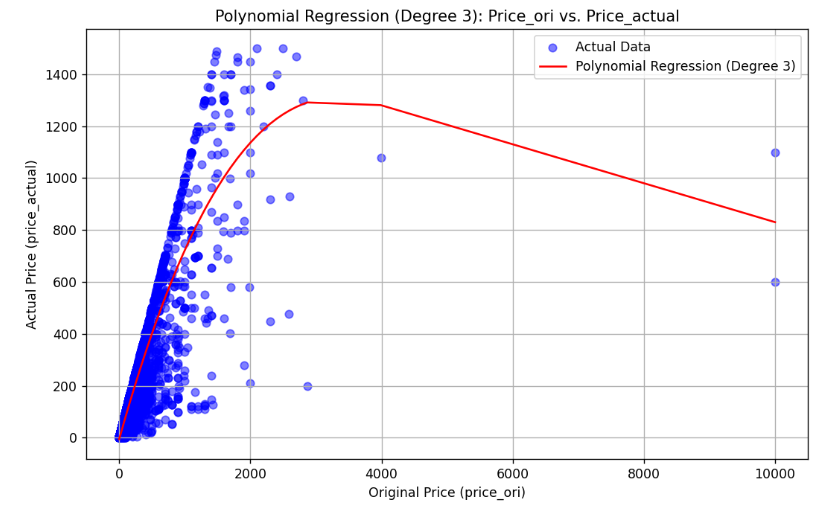 Polynomial Regression (Degree 3): Price_ori vs. Price_actual
Actual Data
Polynomial Regression (Degree 3)
1400
1200
1000
800
600
400
200
0
Actual Price (price_actual)
0
2000
4000
6000
8000
10000
Original Price (price_ori)